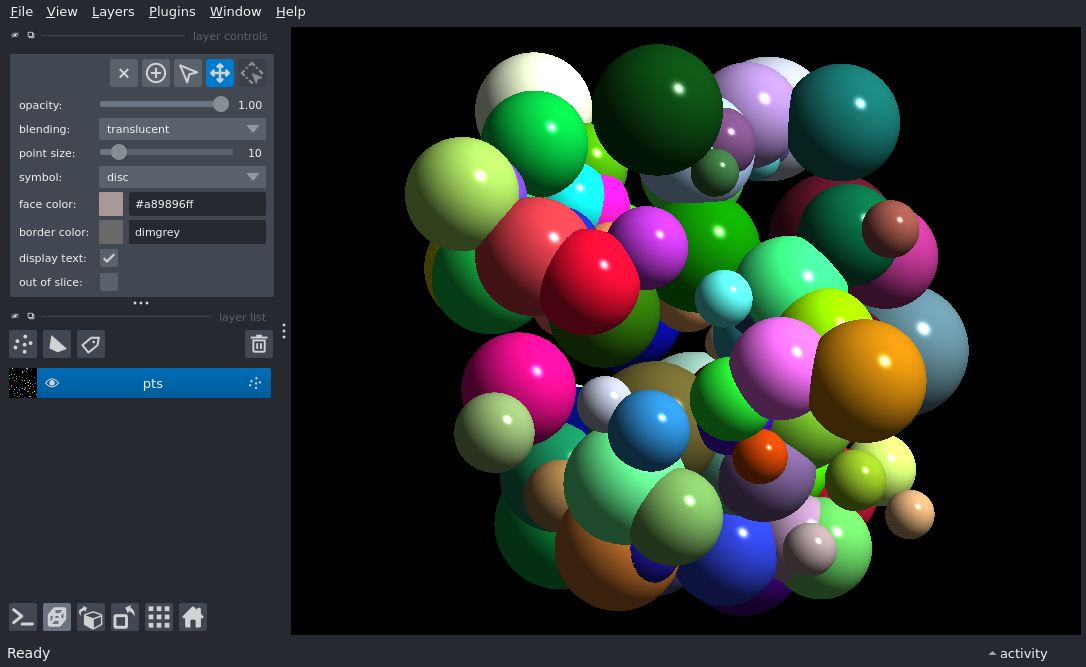 File View Layers Plugins Window Help
layer controls
opacity: 1.00
blending: translucent
point size: 10
symbol: disc
face color: #a89896ff
border color: dimgrey
display text:
out of slice:
layer list
pts
Ready
activity